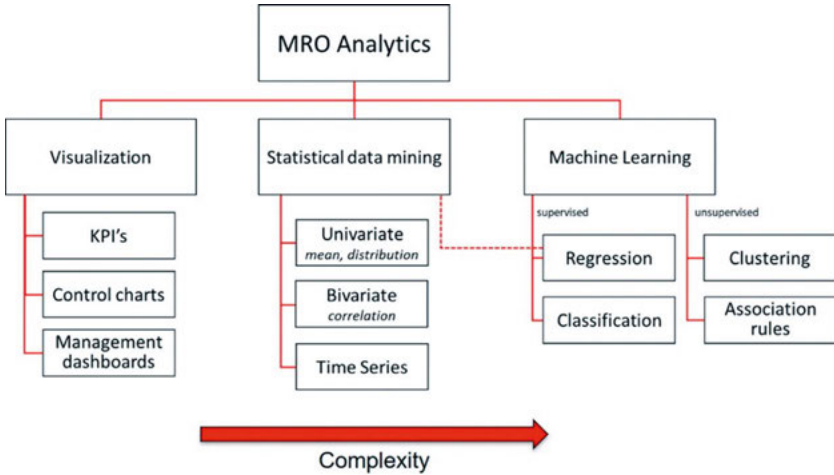 MRO Analytics
Visualization
Statistical data mining
Machine Learning
supervised
unsupervised
KPI's
Univariate
mean, distribution
Regression
Clustering
Control charts
Bivariate
correlation
Classification
Association
rules
Management
dashboards
Time Series
Complexity